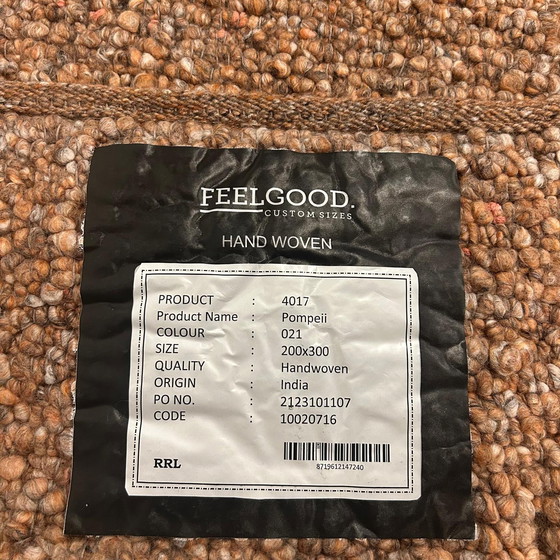 FEELGOOD.
CUSTOM SIZES
HAND WOVEN
PRODUCT : 4017
Product Name : Pompeii
COLOUR : 021
SIZE : 200x300
QUALITY : Handwoven
ORIGIN : India
PO NO. : 2123101107
CODE : 10020716
RRL
8719612147240